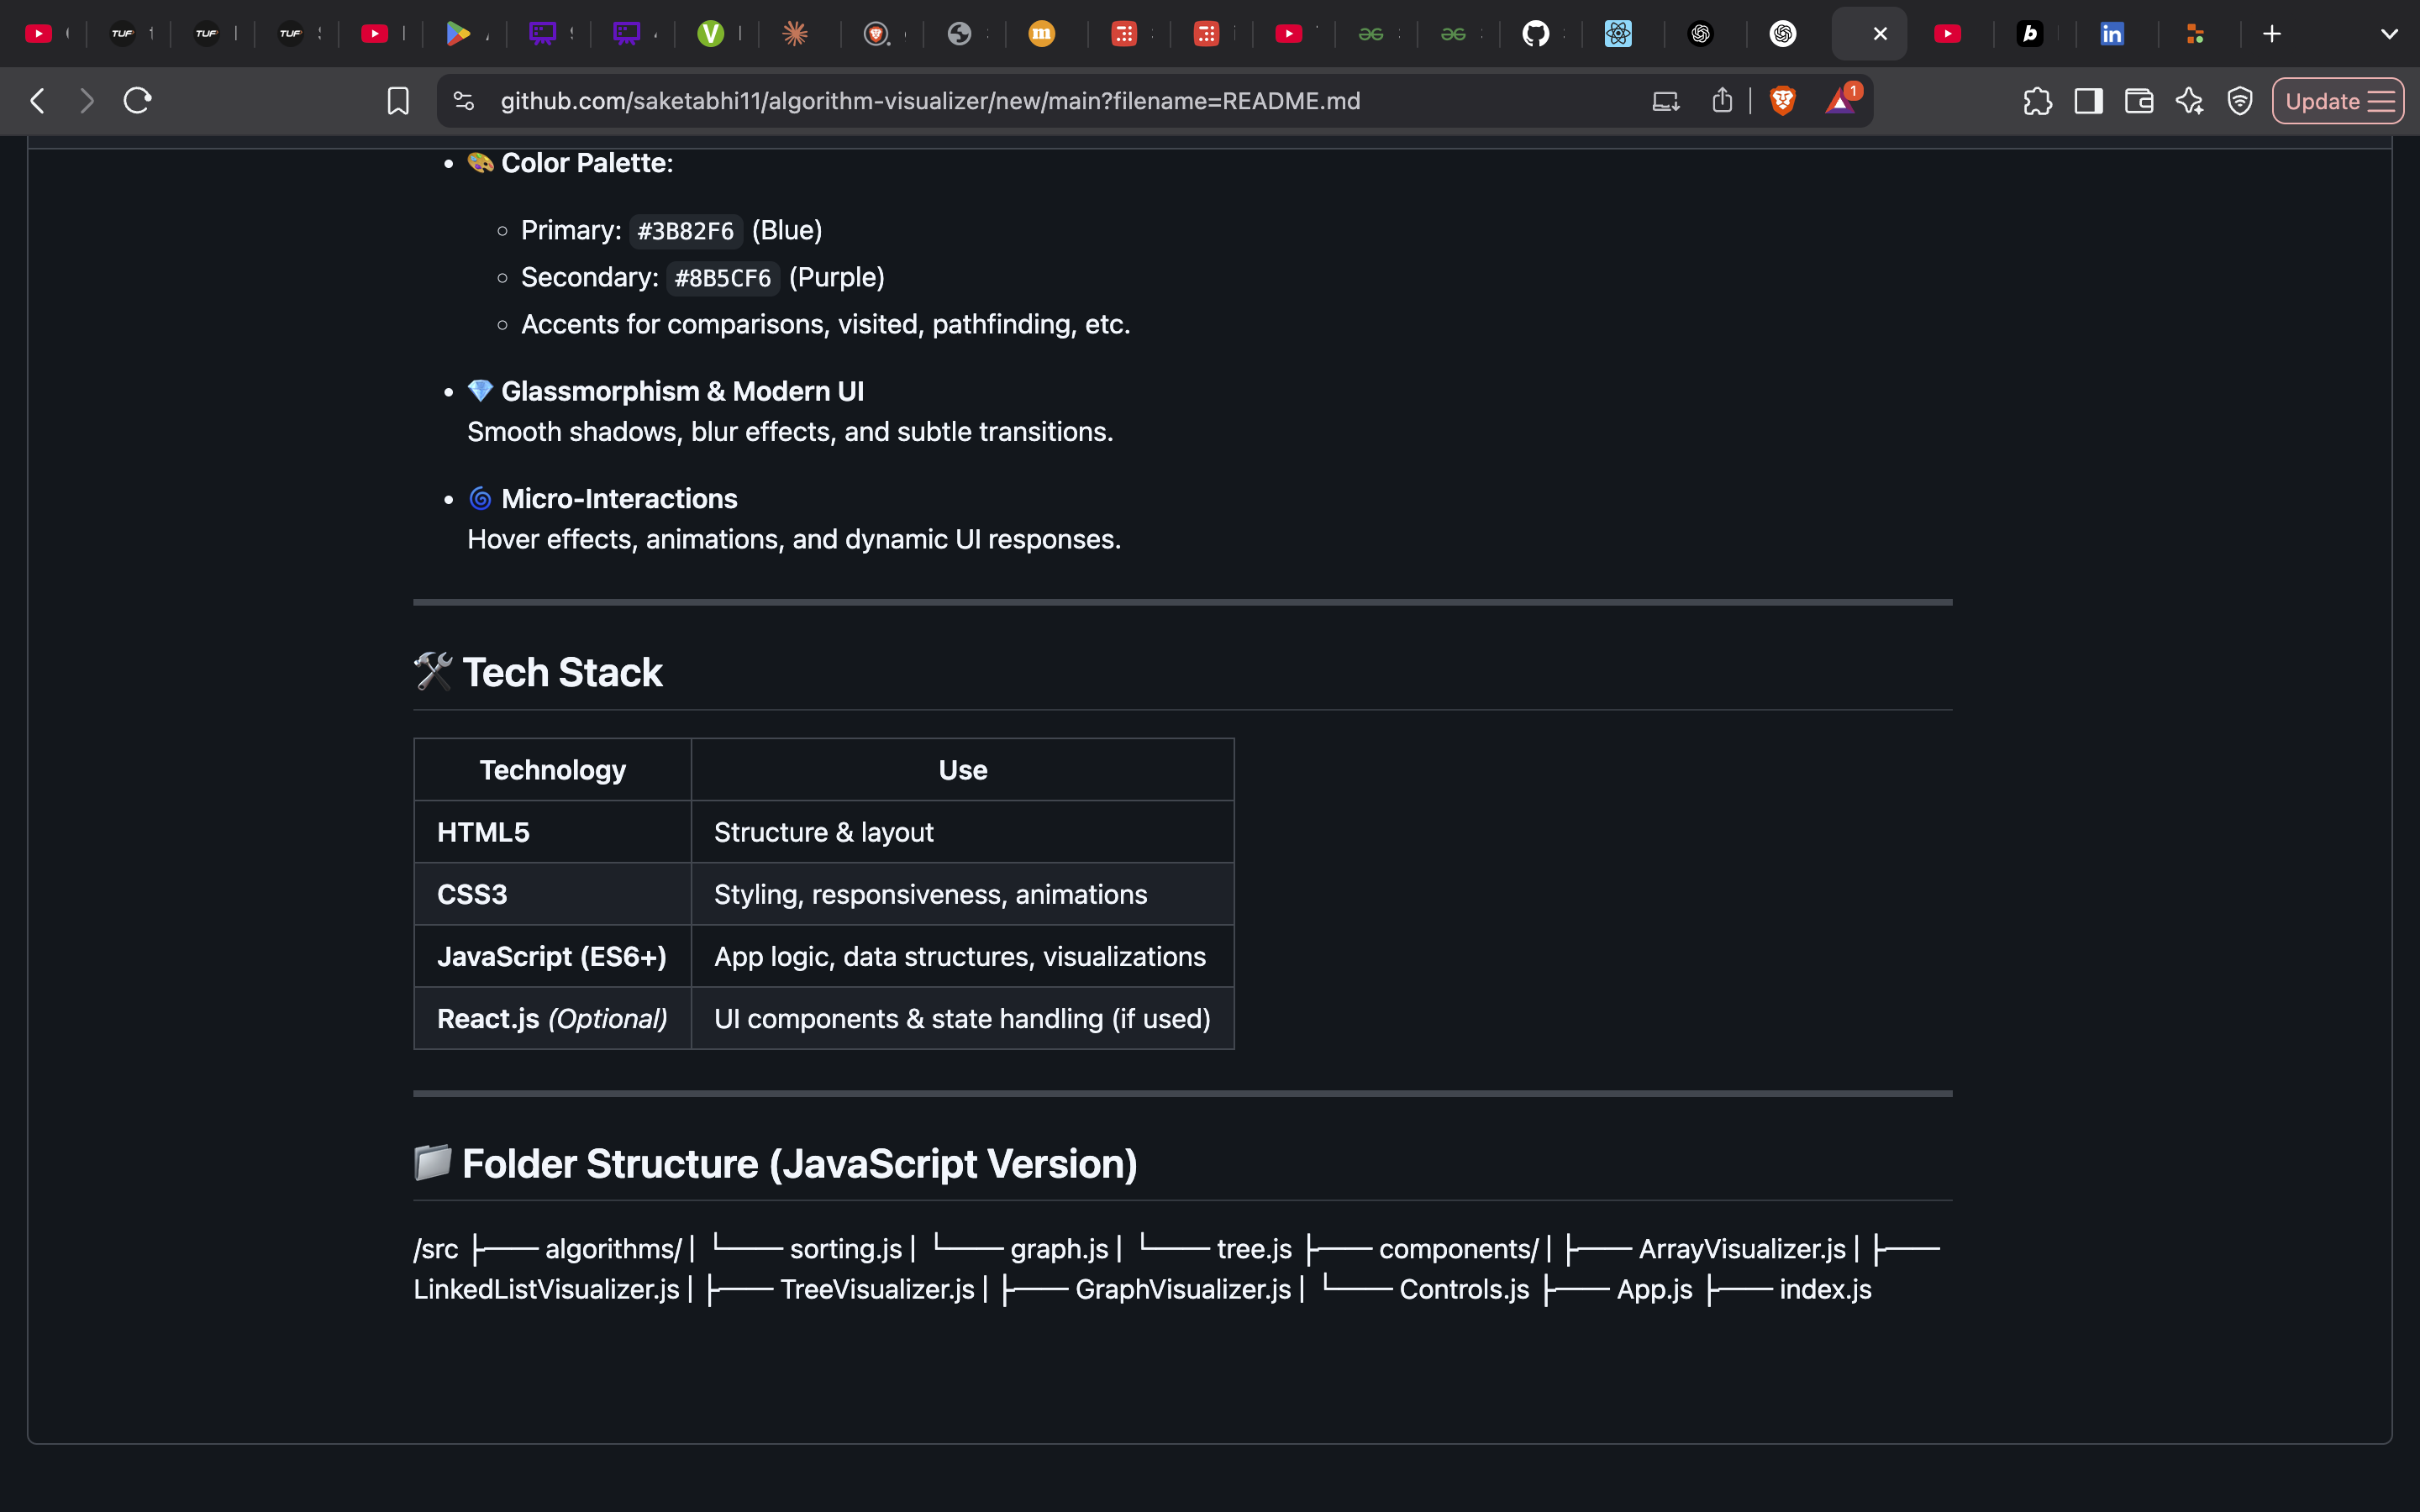 TUF
TUF
TUF
V
m
b
in
github.com/saketabhi11/algorithm-visualizer/new/main?filename=README.md
1
Update
🎨 Color Palette:
Primary: #3B82F6 (Blue)
Secondary: #8B5CF6 (Purple)
Accents for comparisons, visited, pathfinding, etc.
💎 Glassmorphism & Modern UI
Smooth shadows, blur effects, and subtle transitions.
🌀 Micro-Interactions
Hover effects, animations, and dynamic UI responses.
🛠️ Tech Stack
Technology Use
HTML5 Structure & layout
CSS3 Styling, responsiveness, animations
JavaScript (ES6+) App logic, data structures, visualizations
React.js (Optional) UI components & state handling (if used)
📁 Folder Structure (JavaScript Version)
/src ├── algorithms/ │ └── sorting.js │ └── graph.js │ └── tree.js ├── components/ │ ├── ArrayVisualizer.js │ ├──
LinkedListVisualizer.js │ ├── TreeVisualizer.js │ ├── GraphVisualizer.js │ └── Controls.js ├── App.js ├── index.js